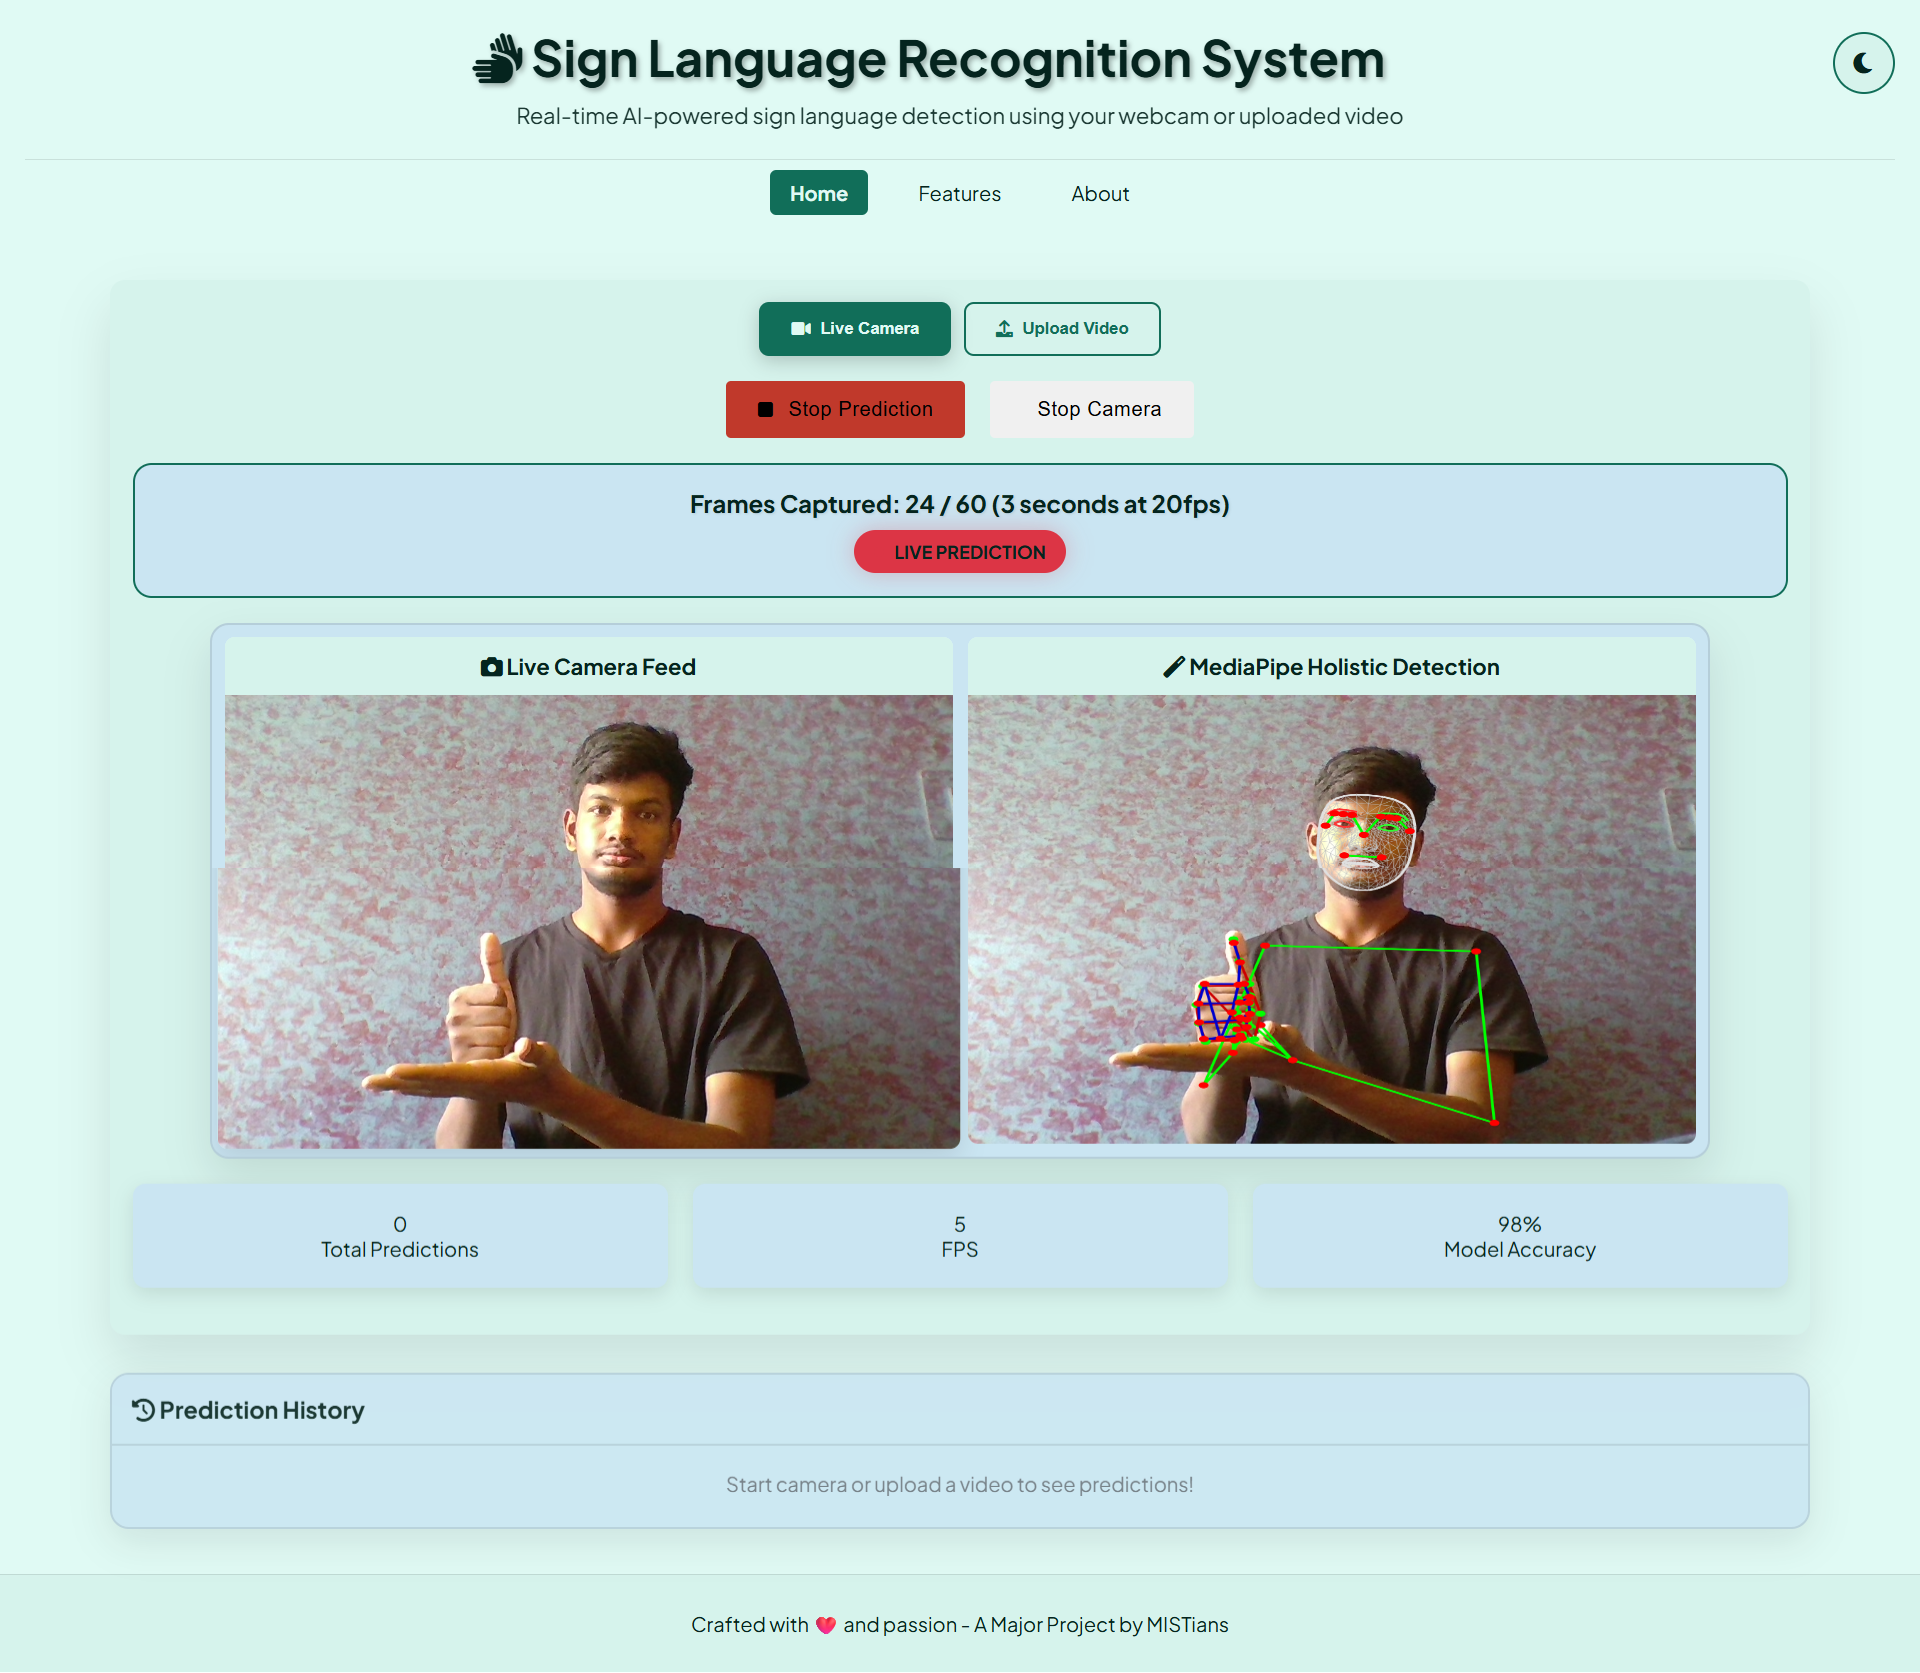 Sign Language Recognition System
Real-time AI-powered sign language detection using your webcam or uploaded video
Home Features About
Live Camera Upload Video
Stop Prediction Stop Camera
Frames Captured: 24 / 60 (3 seconds at 20fps)
LIVE PREDICTION
Live Camera Feed
MediaPipe Holistic Detection
0
Total Predictions
5
FPS
98%
Model Accuracy
Prediction History
Start camera or upload a video to see predictions!
Crafted with ❤️ and passion - A Major Project by MISTians